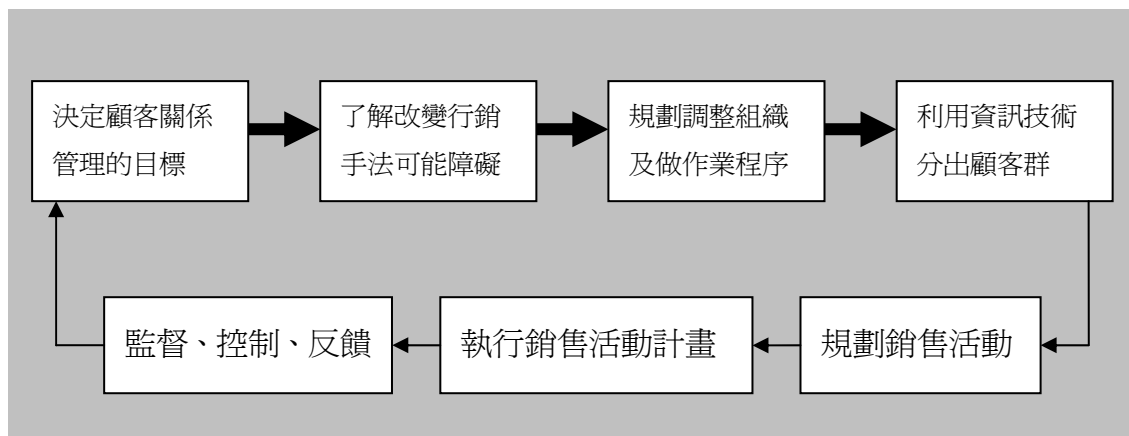 決定顧客關係
管理的目標
了解改變行銷
手法可能障礙
規劃調整組織
及做作業程序
利用資訊技術
分出顧客群
規劃銷售活動
執行銷售活動計畫
監督、控制、反饋